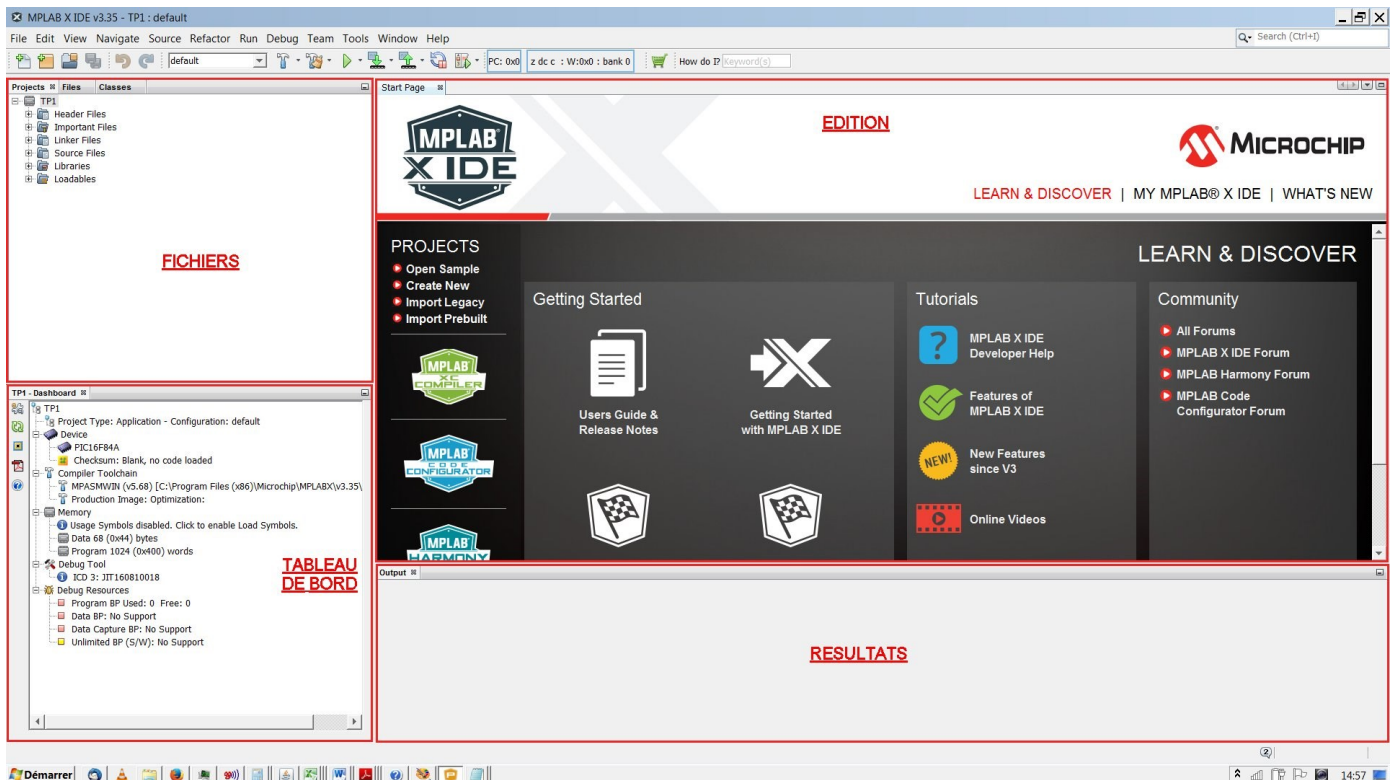 MPLAB X IDE v3.35 - TP1 : default
File Edit View Navigate Source Refactor Run Debug Team Tools Window Help
Search (Ctrl+I)
default
PC: 0x0
z dc c : W:0x0 : bank 0
How do I?
Keyword(s)
Projects Files Classes
TP1
Header Files
Important Files
Linker Files
Source Files
Libraries
Loadables
FICHIERS
TP1 - Dashboard
TP1
Project Type: Application - Configuration: default
Device
PIC16F84A
Checksum: Blank, no code loaded
Compiler Toolchain
MPASMWIN (v5.68) [C:\Program Files (x86)\Microchip\MPLABX\v3.35\
Production Image: Optimization:
Memory
Usage Symbols disabled. Click to enable Load Symbols.
Data 68 (0x44) bytes
Program 1024 (0x400) words
Debug Tool
ICD 3: JIT160810018
Debug Resources
Program BP Used: 0 Free: 0
Data BP: No Support
Data Capture BP: No Support
Unlimited BP (S/W): No Support
TABLEAU
DE BORD
Start Page
MPLAB®
X IDE
EDITION
MICROCHIP
LEARN & DISCOVER | MY MPLAB® X IDE | WHAT'S NEW
PROJECTS
Open Sample
Create New
Import Legacy
Import Prebuilt
MPLAB
XC
COMPILER
MPLAB
CODE
CONFIGURATOR
MPLAB
HARMONY
LEARN & DISCOVER
Getting Started
Users Guide &
Release Notes
Getting Started
with MPLAB X IDE
Tutorials
?
MPLAB X IDE
Developer Help
Features of
MPLAB X IDE
NEW!
New Features
since V3
Online Videos
Community
All Forums
MPLAB X IDE Forum
MPLAB Harmony Forum
MPLAB Code
Configurator Forum
Output
RESULTATS
2
Démarrer
14:57